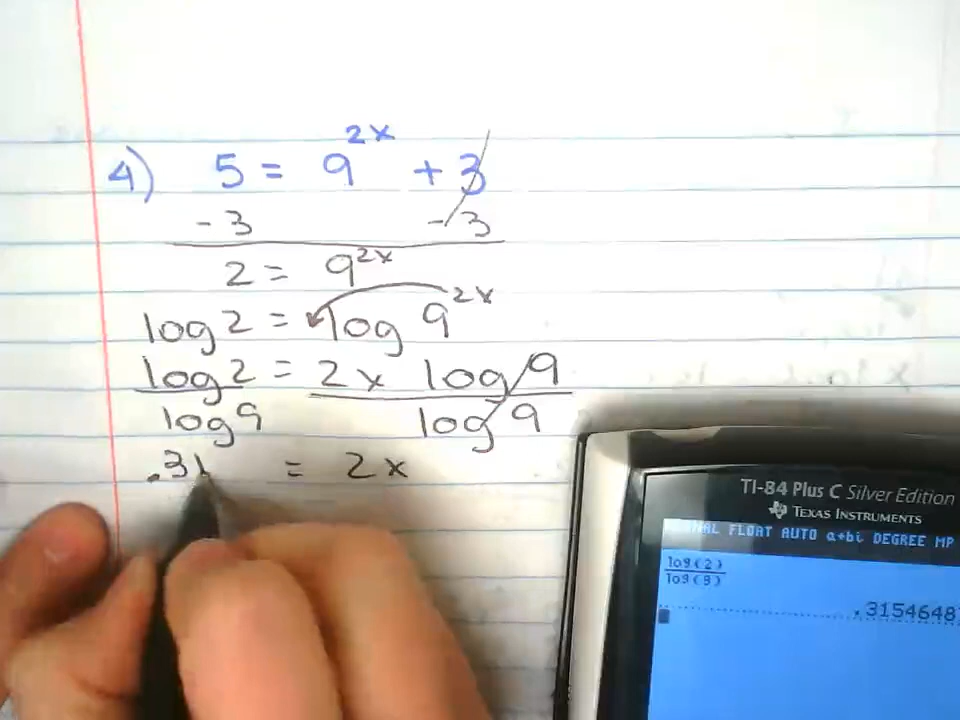 4) 5 = 9^2x + 3
- 3 - 3
2 = 9^2x
log 2 = log 9^2x
log 2 = 2x log 9
log 9 log 9
.31 = 2x
TI-84 Plus C Silver Edition
TEXAS INSTRUMENTS
NORMAL FLOAT AUTO a+bi DEGREE MP
log(2)
log(9)
.3154648